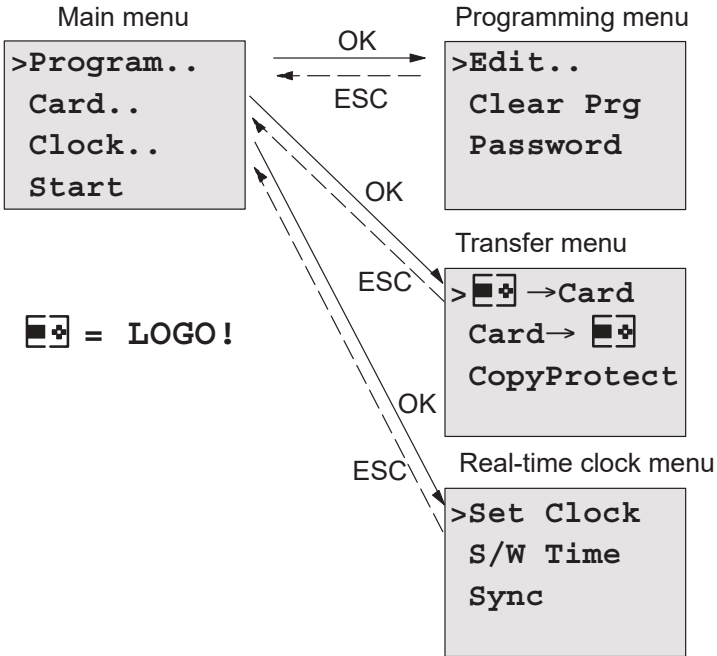 Main menu
>Program..
Card..
Clock..
Start
OK
ESC
Programming menu
>Edit..
Clear Prg
Password
OK
ESC
Transfer menu
> →Card
Card→
CopyProtect
= LOGO!
OK
ESC
Real-time clock menu
>Set Clock
S/W Time
Sync